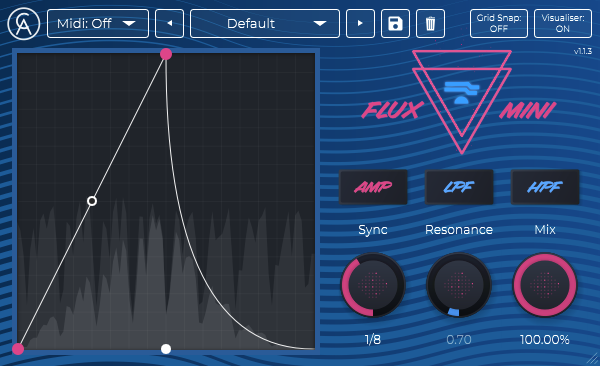 Midi: Off
Default
Grid Snap:
OFF
Visualiser:
ON
v1.1.3
FLUX MINI
AMP
LPF
HPF
Sync
Resonance
Mix
1/8
0.70
100.00%